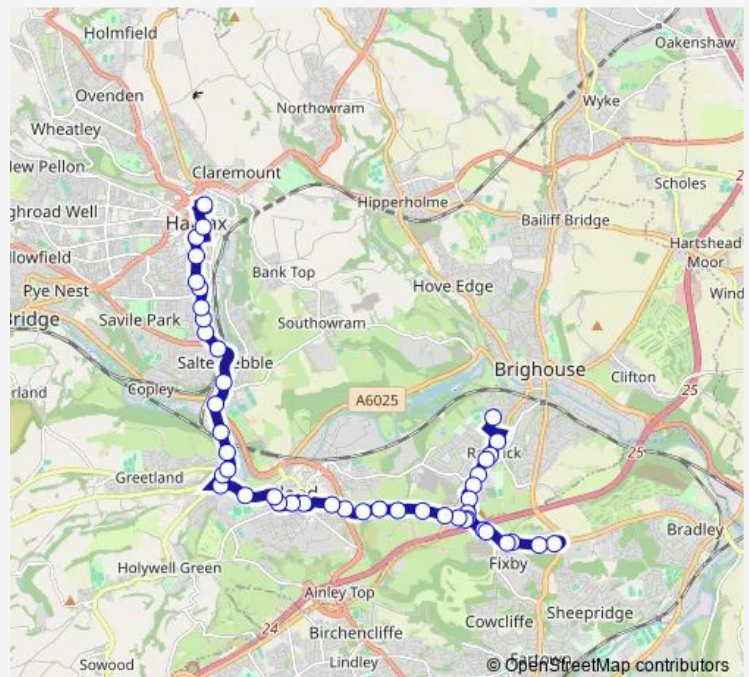 Holmfield
Oakenshaw
Ovenden
Northowram
Wyke
Wheatley
Claremount
Scholes
Hipperholme
Bailiff Bridge
Hartshead
Moor
Bank Top
Pye Nest
Hove Edge
Wind
Savile Park
Southowram
Brighouse
Clifton
Copley
A6025
25
25
Greetland
Bradley
Holywell Green
Fixby
Ainley Top
Cowcliffe
Sheepridge
24
Birchencliffe
Sowood
Lindley
© OpenStreetMap contributors